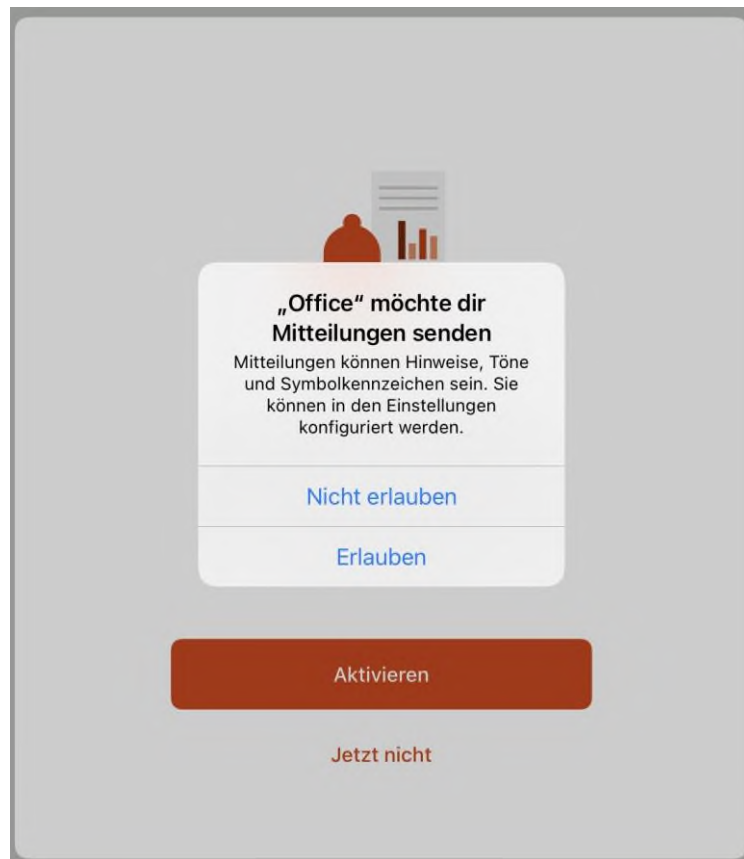 „Office“ möchte dir
Mitteilungen senden
Mitteilungen können Hinweise, Töne
und Symbolkennzeichen sein. Sie
können in den Einstellungen
konfiguriert werden.
Nicht erlauben
Erlauben
Aktivieren
Jetzt nicht